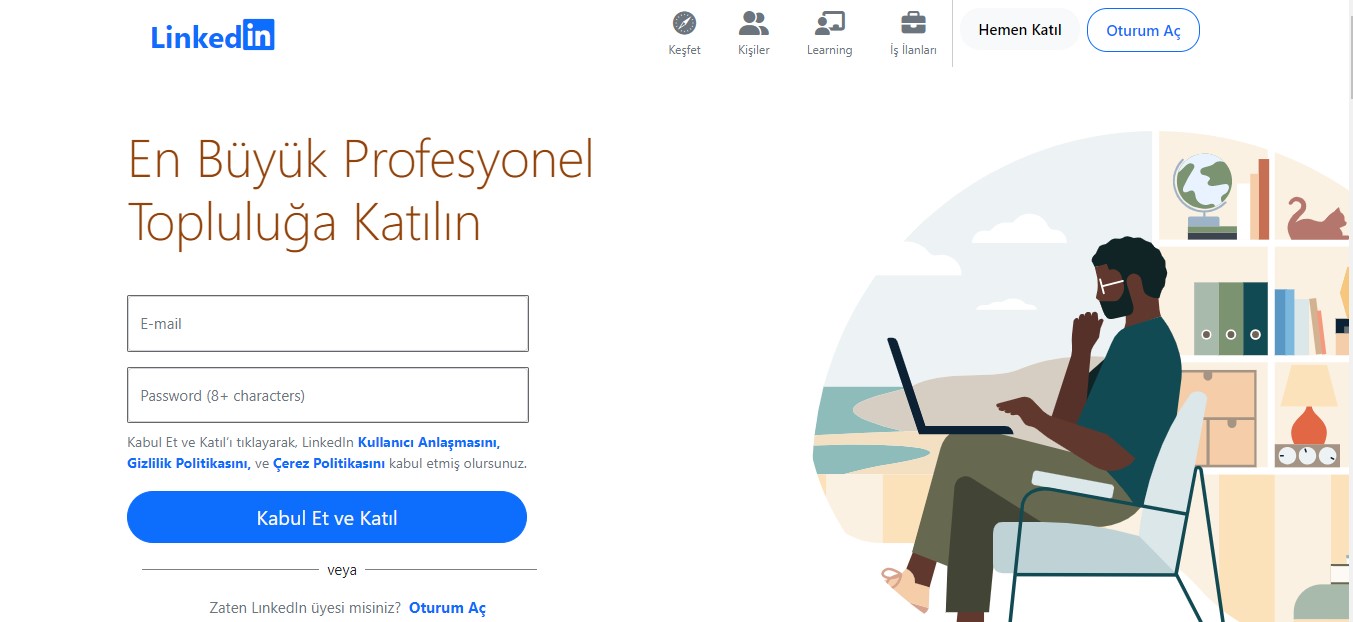 Linkedin
Keşfet
Kişiler
Learning
İş İlanları
Hemen Katıl
Oturum Aç
En Büyük Profesyonel
Topluluğa Katılın
E-mail
Password (8+ characters)
Kabul Et ve Katıl'ı tıklayarak, LinkedIn Kullanıcı Anlaşmasını,
Gizlilik Politikasını, ve Çerez Politikasını kabul etmiş olursunuz.
Kabul Et ve Katıl
veya
Zaten LınkedIn üyesi misiniz? Oturum Aç